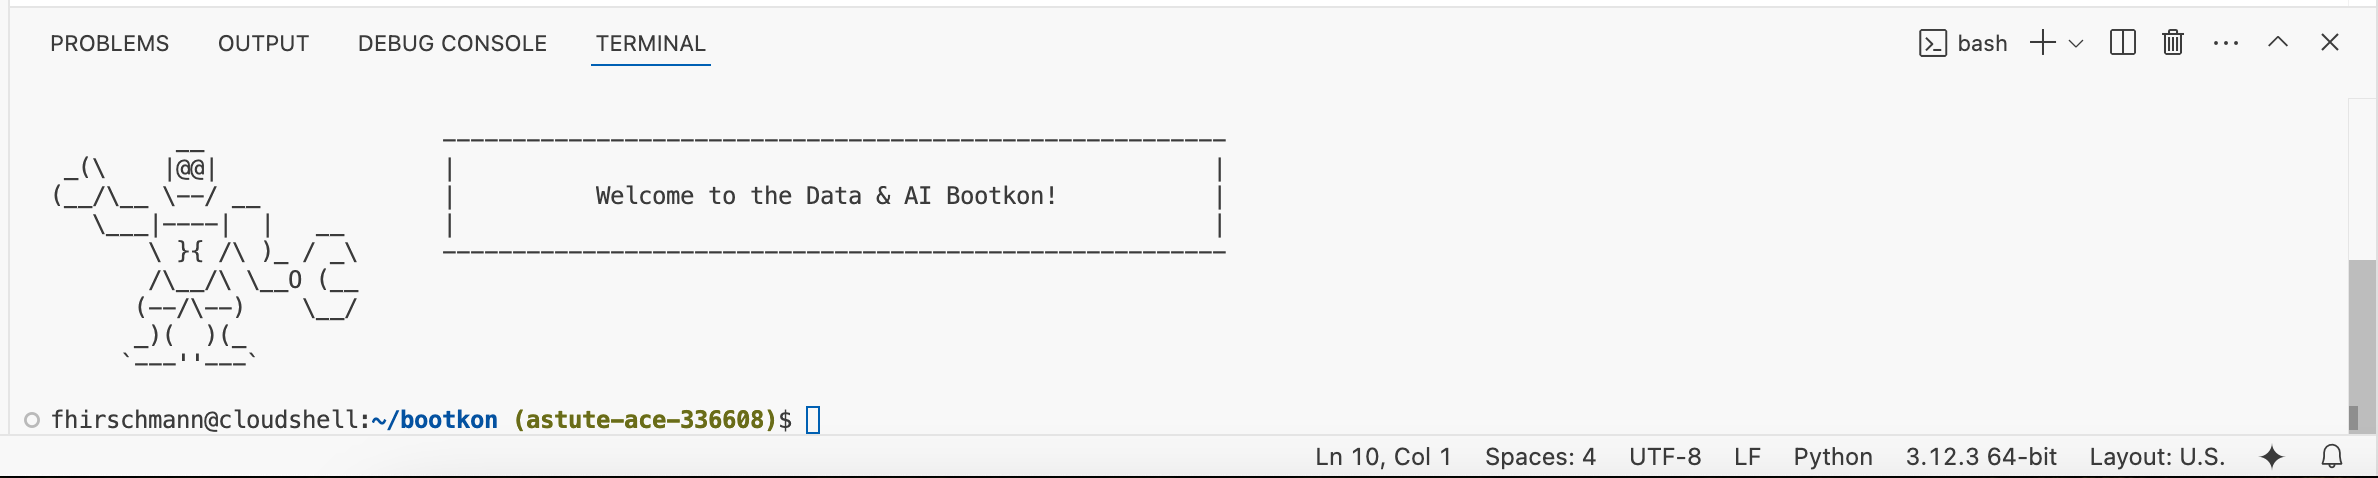 PROBLEMS OUTPUT DEBUG CONSOLE TERMINAL bash
Welcome to the Data & AI Bootkon!
fhirschmann@cloudshell:~/bootkon (astute-ace-336608)$
Ln 10, Col 1 Spaces: 4 UTF-8 LF Python 3.12.3 64-bit Layout: U.S.